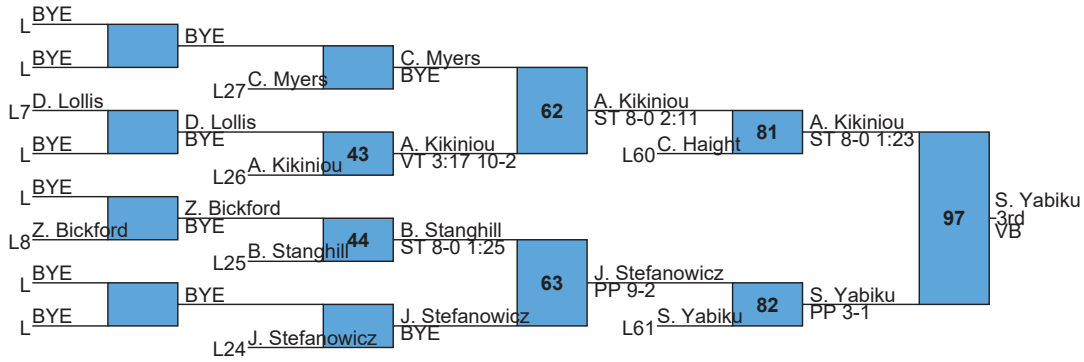 BYE
L
BYE
BYE
L
C. Myers
BYE
L27 C. Myers
L7 D. Lollis
D. Lollis
BYE
L BYE
43
L26 A. Kikiniou
A. Kikiniou
VT 3:17 10-2
62
A. Kikiniou
ST 8-0 2:11
81
L60 C. Haight
A. Kikiniou
ST 8-0 1:23
L BYE
Z. Bickford
BYE
L8 Z. Bickford
44
L25 B. Stanghill
B. Stanghill
ST 8-0 1:25
L BYE
BYE
L BYE
L24 J. Stefanowicz
J. Stefanowicz
BYE
63
J. Stefanowicz
PP 9-2
82
L61 S. Yabiku
S. Yabiku
PP 3-1
97
S. Yabiku
3rd
VB